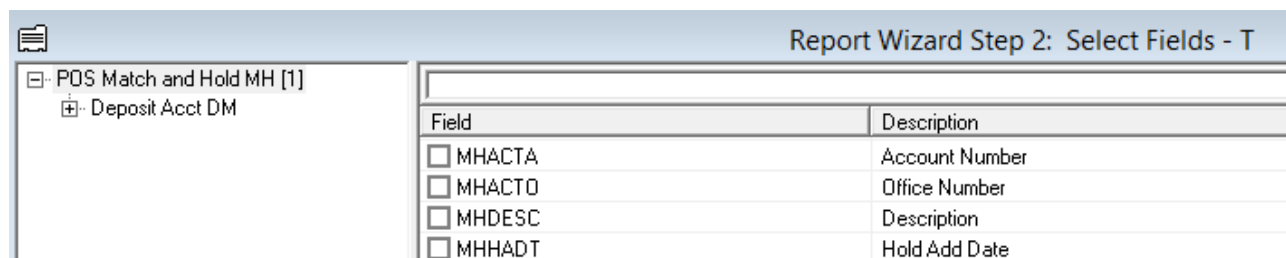 Report Wizard Step 2: Select Fields - T
POS Match and Hold MH [1]
Deposit Acct DM
Field Description
MHACTA Account Number
MHACTO Office Number
MHDESC Description
MHHADT Hold Add Date